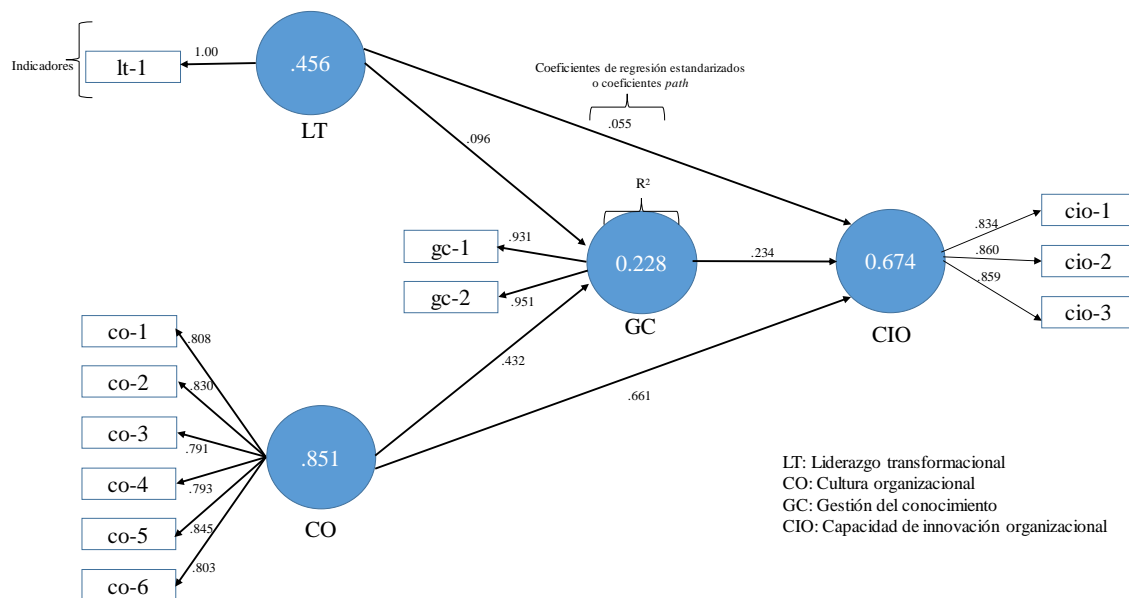 Indicadores
lt-1
1.00
.456
LT
Coeficientes de regresión estandarizados
o coeficientes path
.055
.096
R²
gc-1
.931
gc-2
.951
0.228
GC
.234
0.674
CIO
.834
cio-1
.860
cio-2
.859
cio-3
co-1
.808
co-2
.830
co-3
.791
co-4
.793
co-5
.845
co-6
.803
.851
CO
.432
.661
LT: Liderazgo transformacional
CO: Cultura organizacional
GC: Gestión del conocimiento
CIO: Capacidad de innovación organizacional